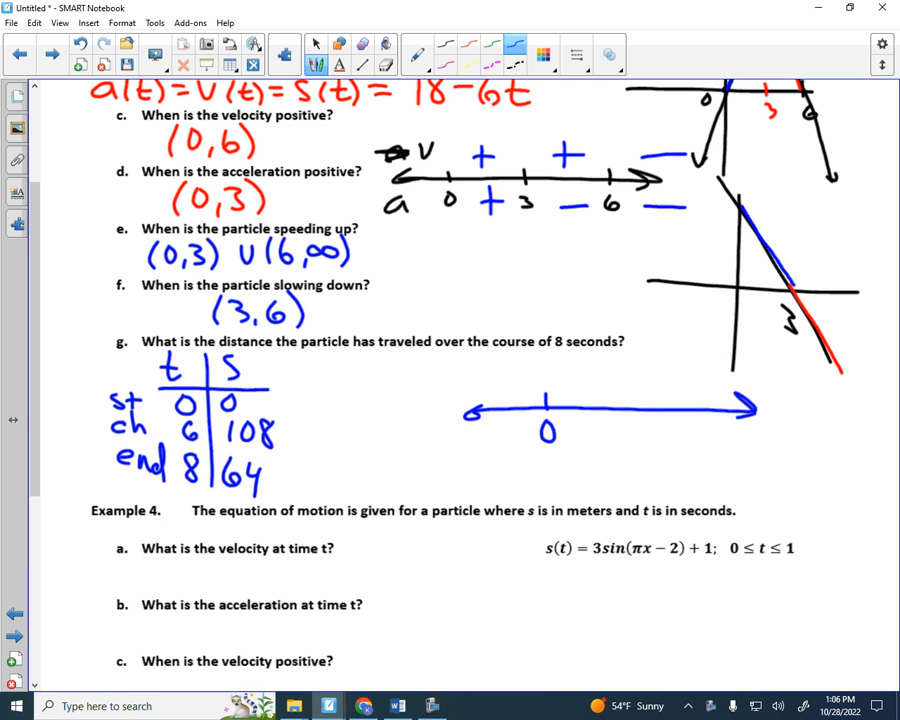 Untitled * - SMART Notebook
File Edit View Insert Format Tools Add-ons Help
a(t) = v'(t) = s''(t) = 18 - 6t
0 3 6
c. When is the velocity positive?
(0,6)
v + + —
d. When is the acceleration positive?
(0,3)
a 0 + 3 — 6 —
e. When is the particle speeding up?
(0,3) U (6,∞)
f. When is the particle slowing down?
(3,6)
3
g. What is the distance the particle has traveled over the course of 8 seconds?
t s
st 0 0
ch 6 108
end 8 64
0
Example 4. The equation of motion is given for a particle where s is in meters and t is in seconds.
a. What is the velocity at time t? s(t) = 3sin(πx − 2) + 1; 0 ≤ t ≤ 1
b. What is the acceleration at time t?
c. When is the velocity positive?
Type here to search
54°F Sunny
1:06 PM
10/28/2022